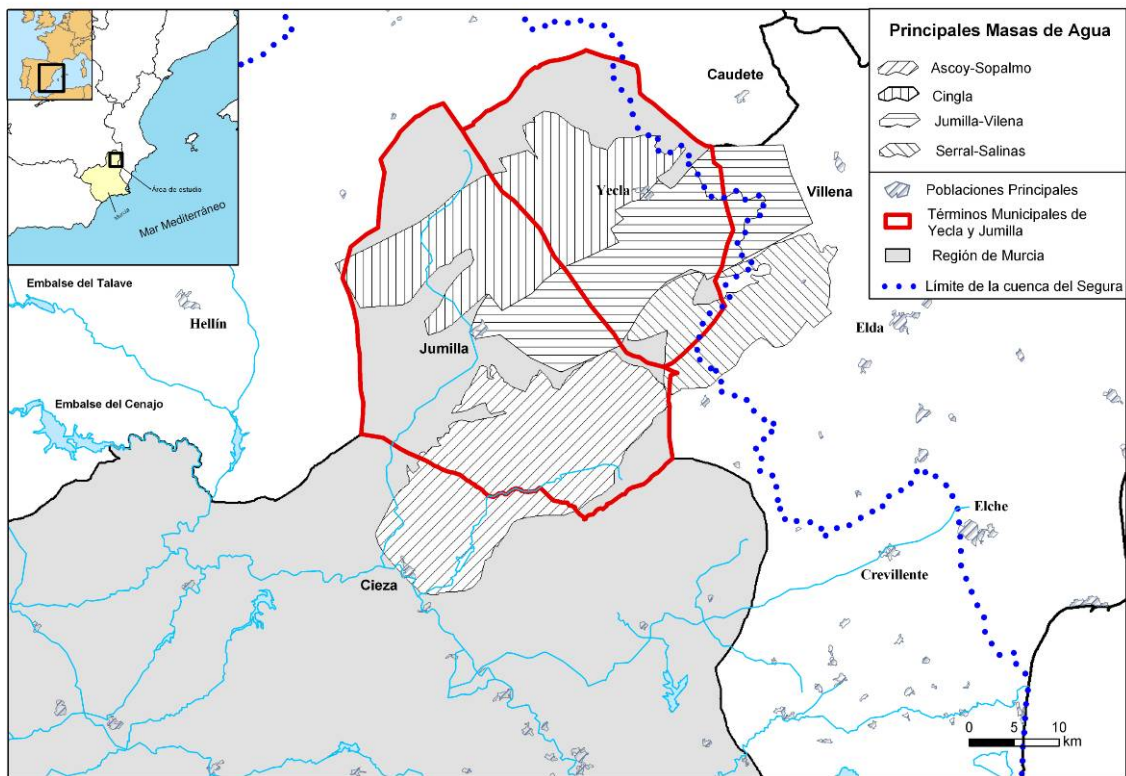 Área de estudio
Murcia
Mar Mediterráneo
Principales Masas de Agua
Ascoy-Sopalmo
Cingla
Jumilla-Vilena
Serral-Salinas
Poblaciones Principales
Términos Municipales de
Yecla y Jumilla
Región de Murcia
Límite de la cuenca del Segura
Caudete
Yecla
Villena
Embalse del Talave
Hellín
Jumilla
Elda
Embalse del Cenajo
Elche
Crevillente
Cieza
0 5 10
km